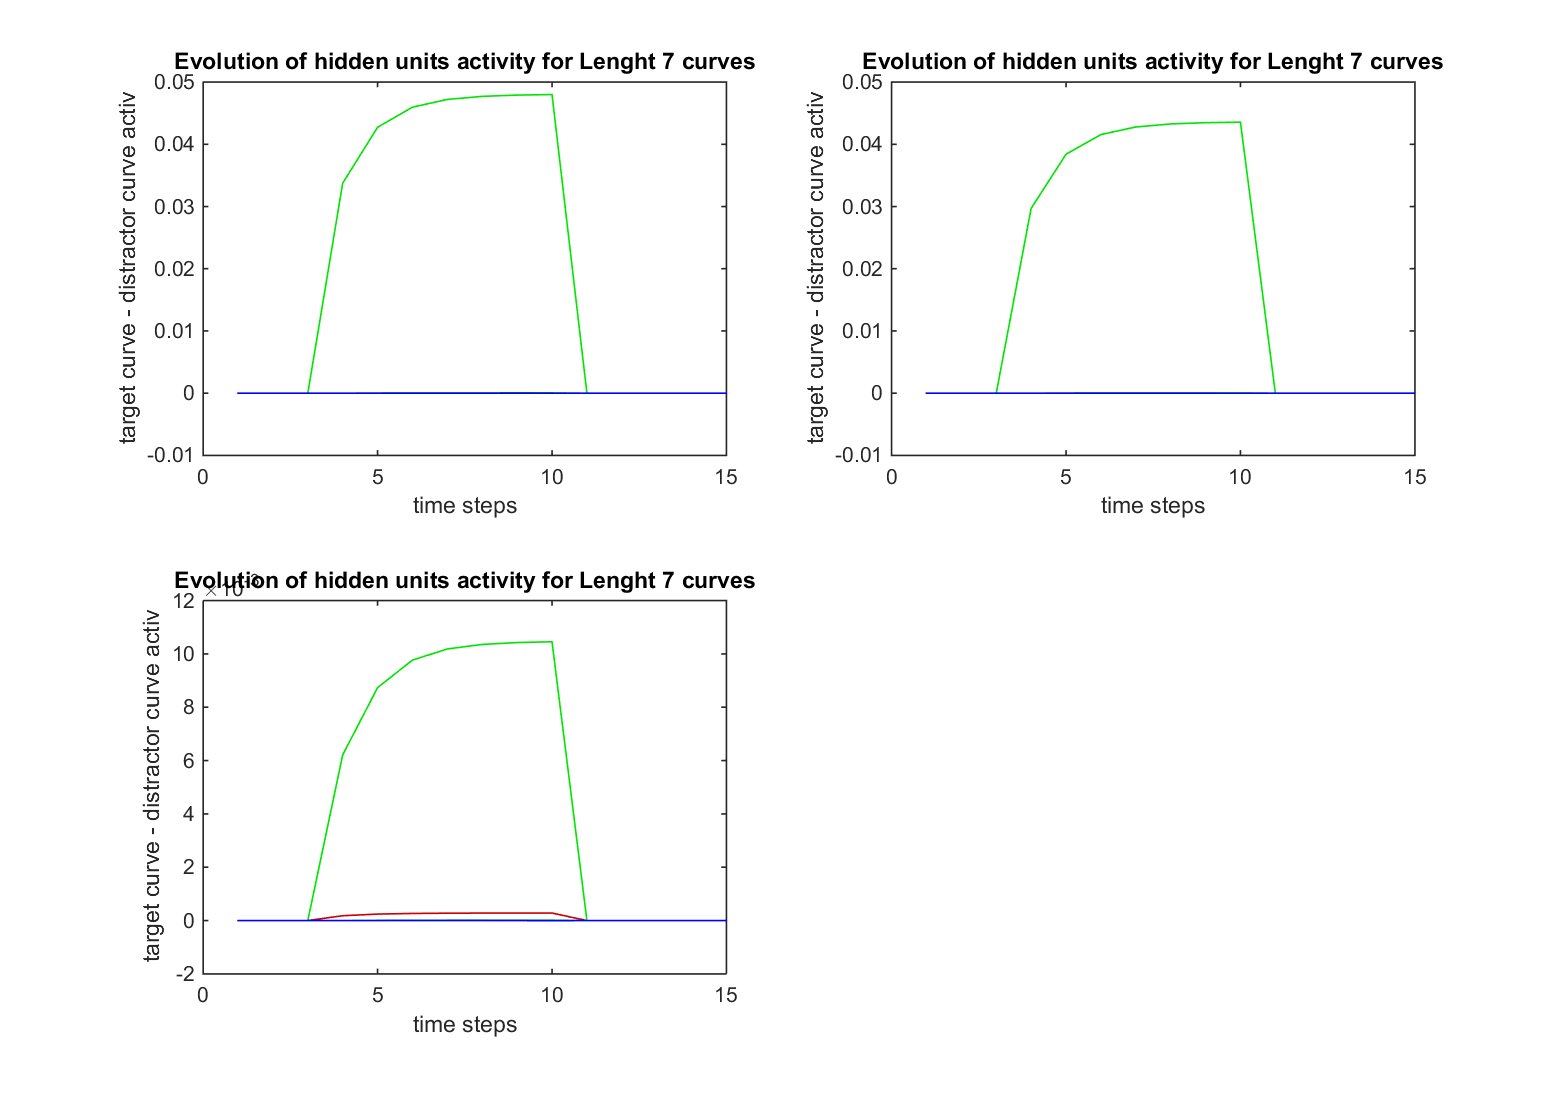 Evolution of hidden units activity for Lenght 7 curves
target curve - distractor curve activ
0.05
0.04
0.03
0.02
0.01
0
-0.01
0 5 10 15
time steps
Evolution of hidden units activity for Lenght 7 curves
target curve - distractor curve activ
0.05
0.04
0.03
0.02
0.01
0
-0.01
0 5 10 15
time steps
Evolution of hidden units activity for Lenght 7 curves
target curve - distractor curve activ
12
10
8
6
4
2
0
-2
0 5 10 15
time steps